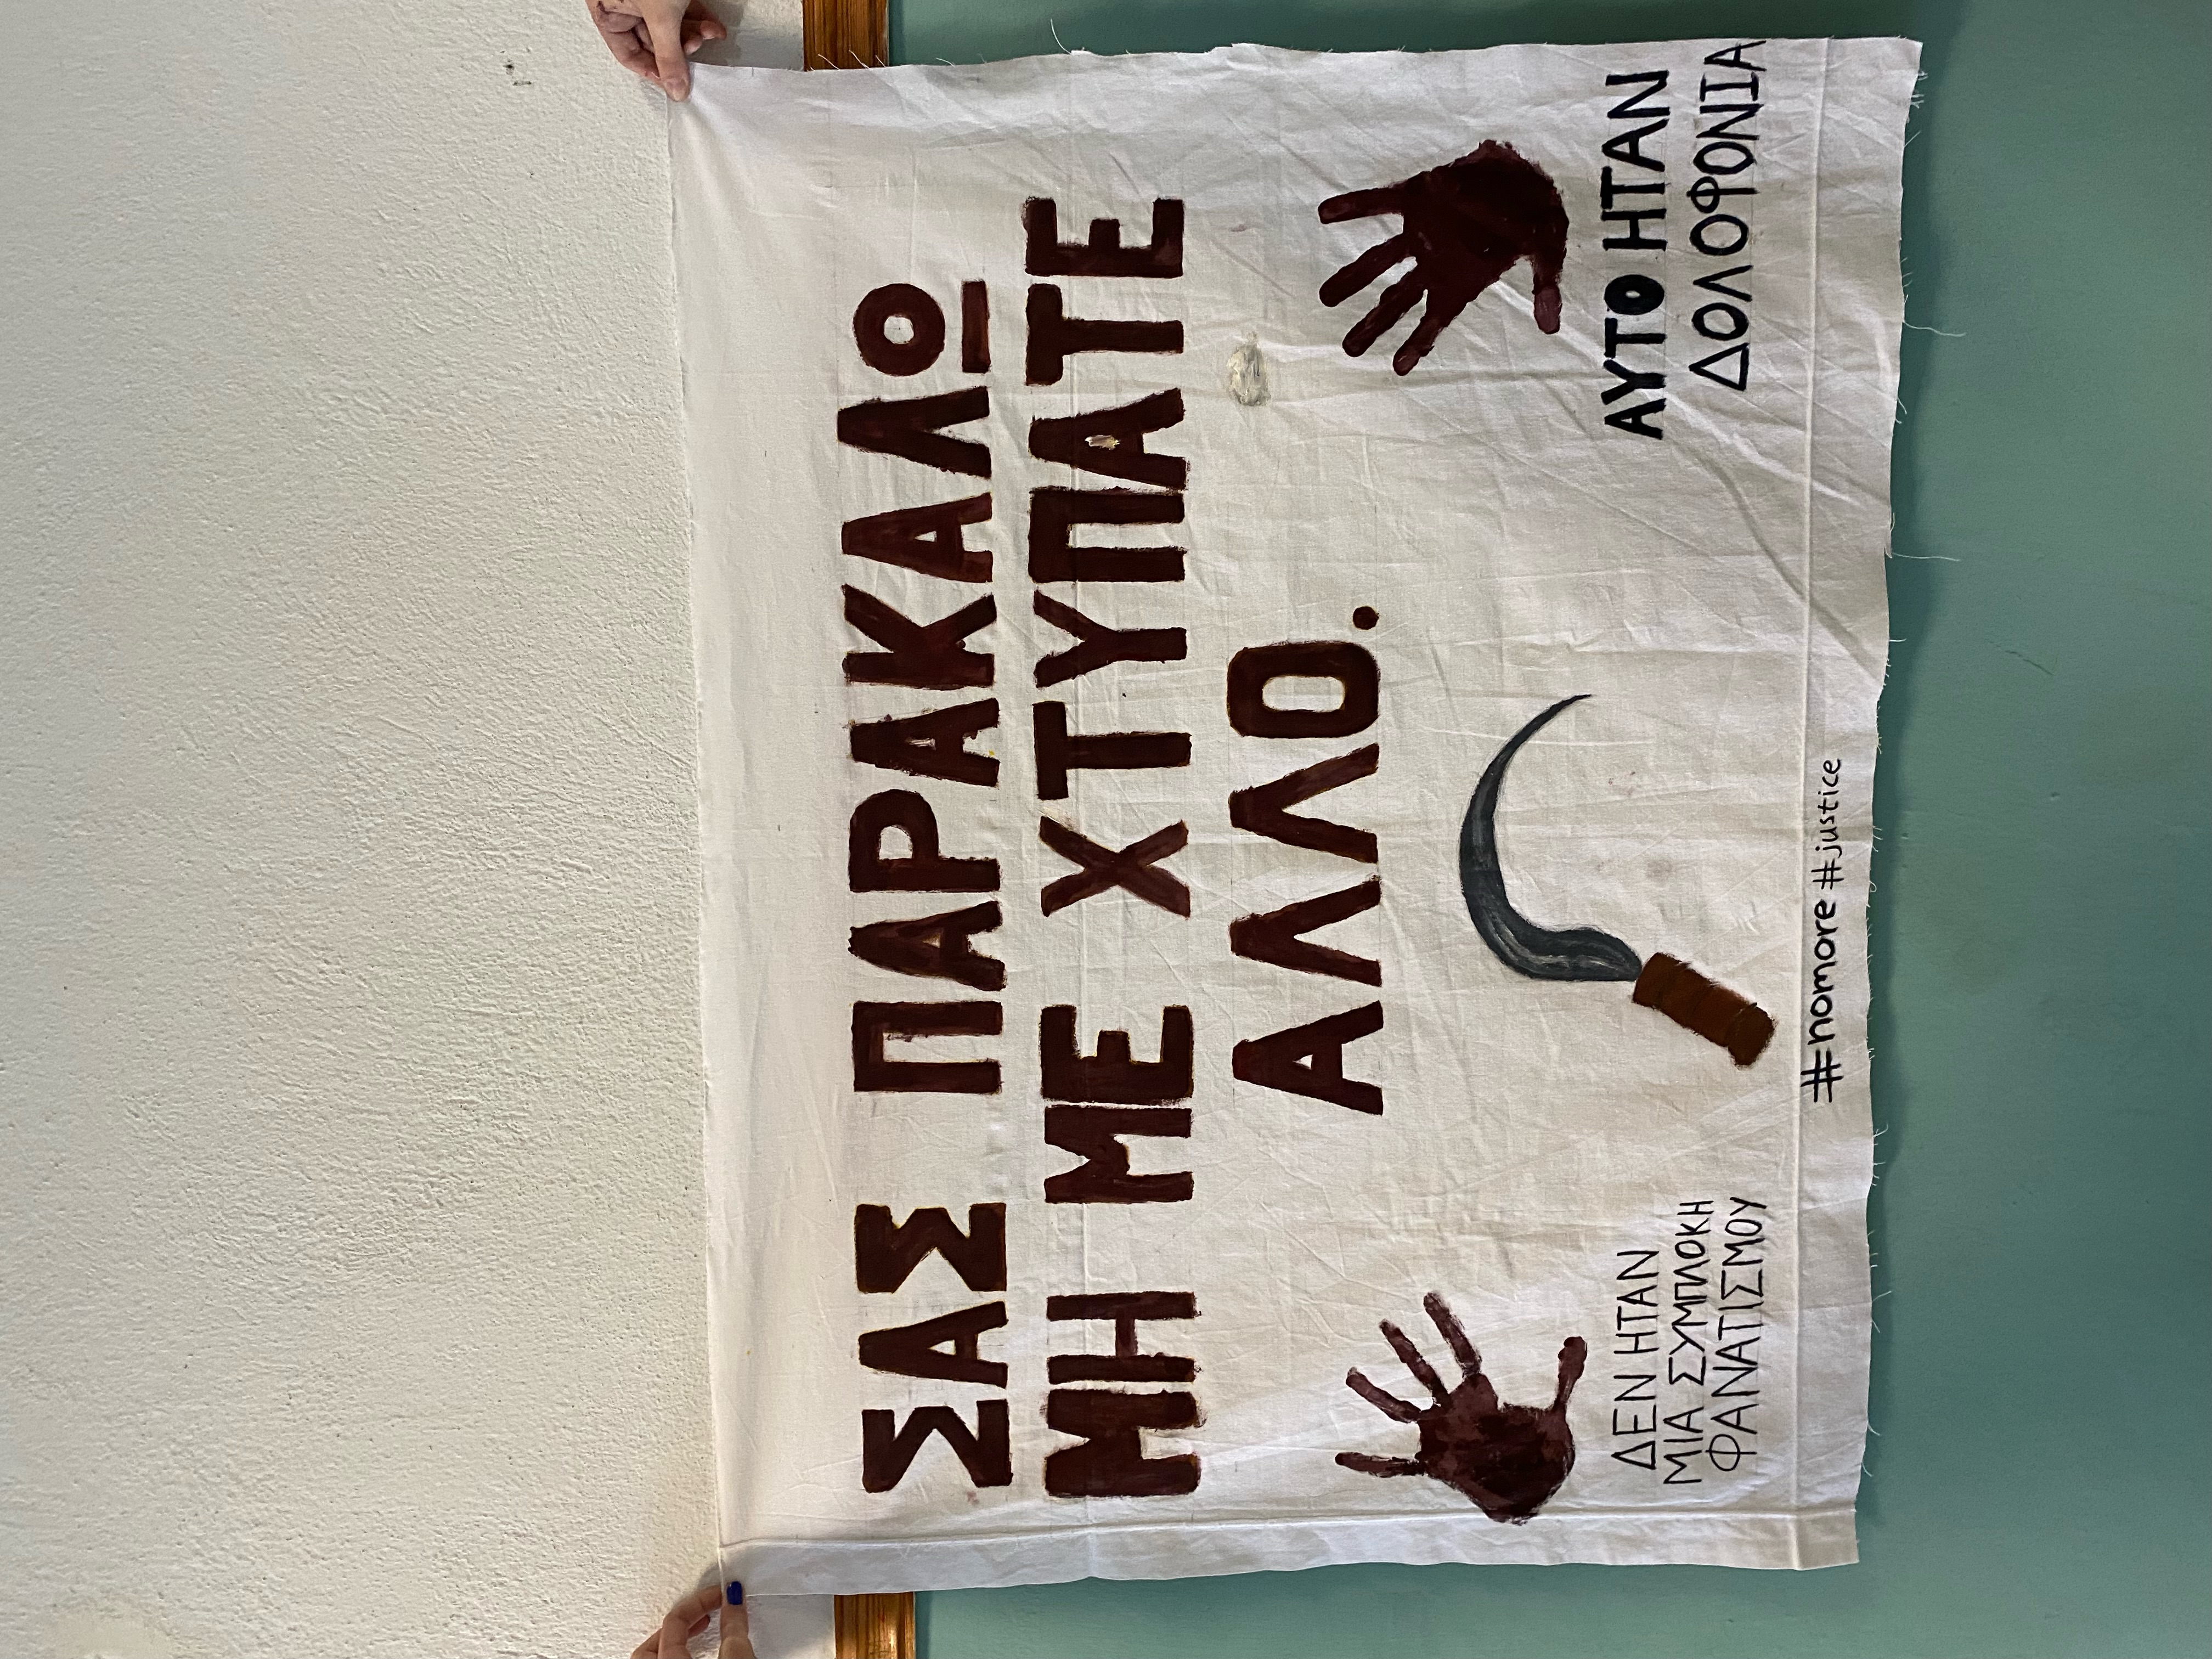 ΣΑΣ ΠΑΡΑΚΑΛΩ
ΜΗ ΜΕ ΧΤΥΠΑΤΕ
ΑΛΛΟ.
ΔΕΝ ΗΤΑΝ
ΜΙΑ ΣΥΜΠΛΟΚΗ
ΦΑΝΑΤΙΣΜΟΥ
ΑΥΤΟ ΗΤΑΝ
ΔΟΛΟΦΟΝΙΑ
#nomore #justice